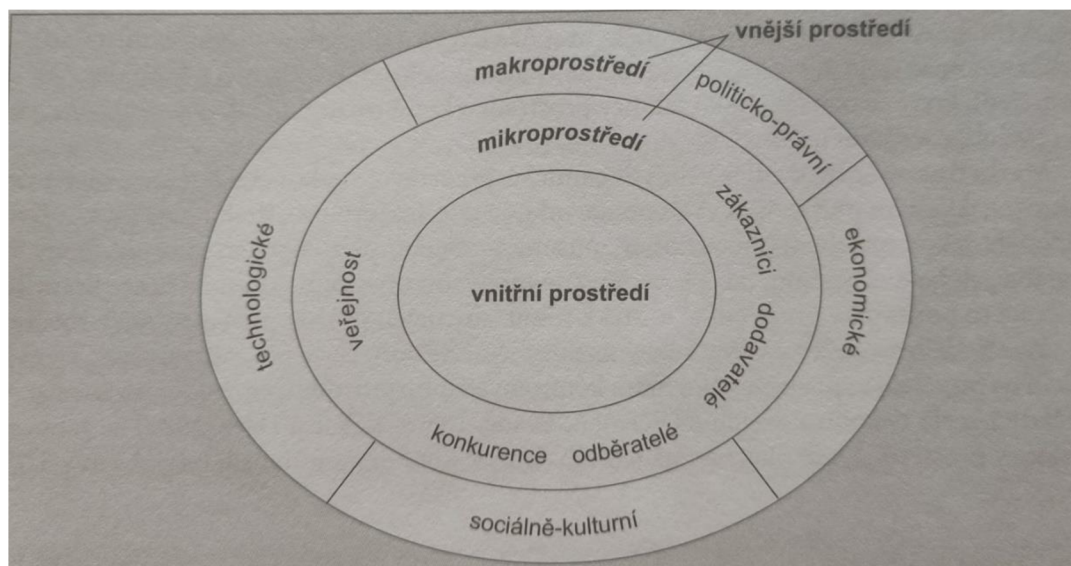 vnější prostředí
makroprostředí
politicko-právní
mikroprostředí
zákazníci
ekonomické
technologické
veřejnost
vnitřní prostředí
dodavatelé
konkurence
odběratelé
sociálně-kulturní